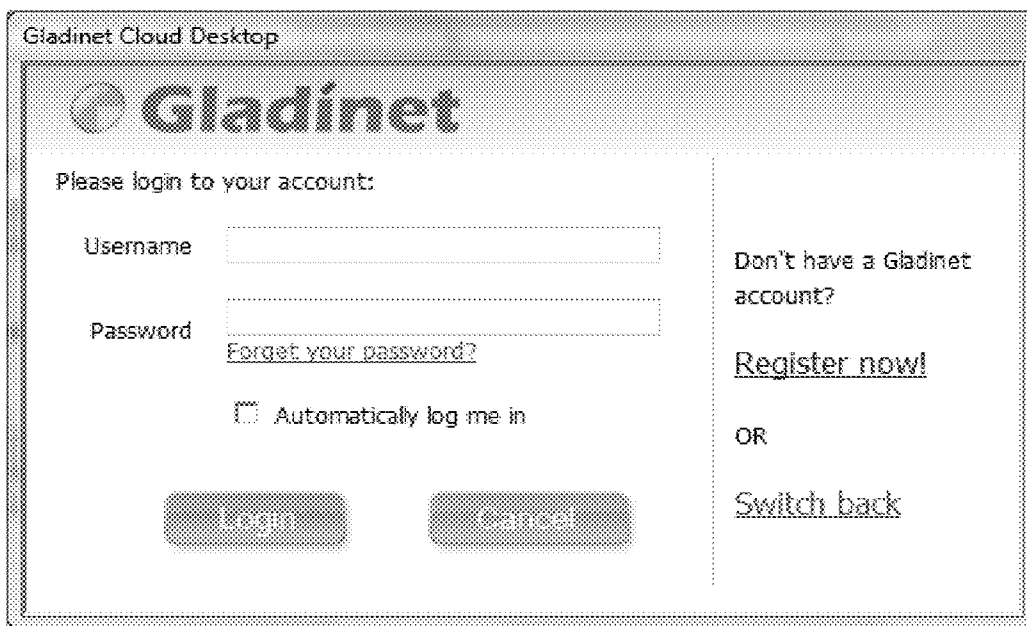 Gladinet Cloud Desktop
Gladinet
Please login to your account:
Username
Password
Forget your password?
Automatically log me in
Login
Cancel
Don't have a Gladinet
account?
Register now!
OR
Switch back